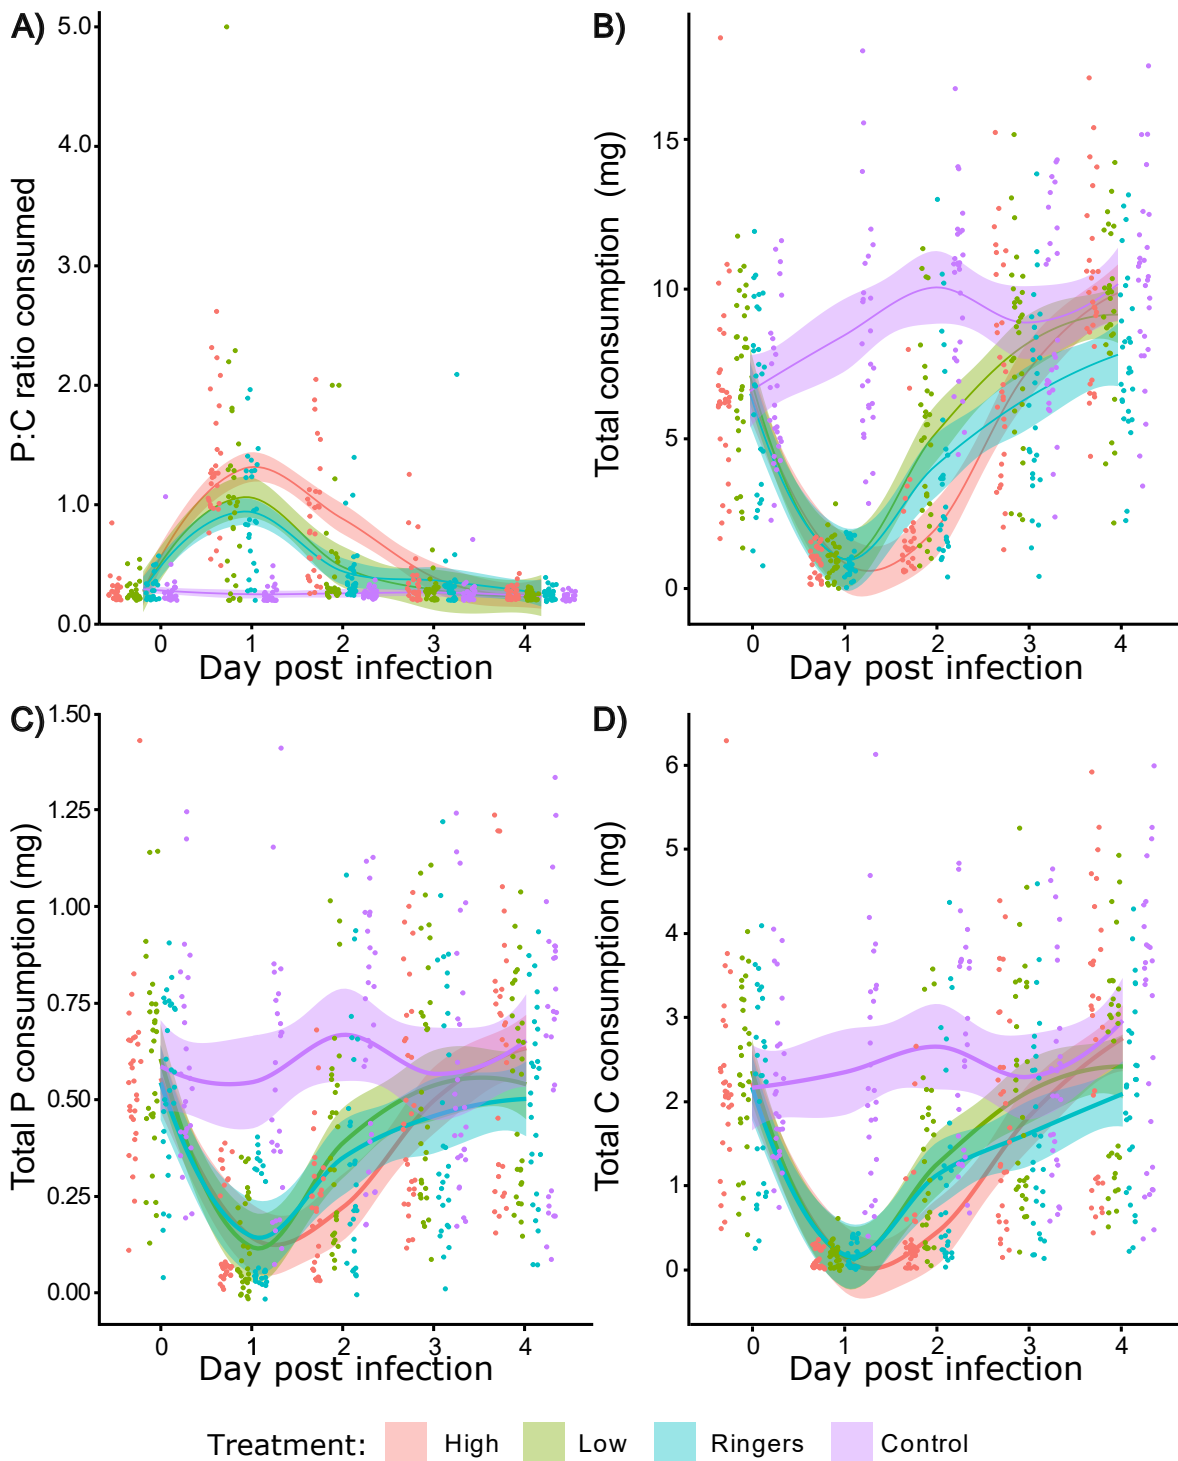 A)
P:C ratio consumed
5.0
4.0
3.0
2.0
1.0
0.0
0 1 2 3 4
Day post infection
B)
Total consumption (mg)
15
10
5
0
0 1 2 3 4
Day post infection
C)
Total P consumption (mg)
1.50
1.25
1.00
0.75
0.50
0.25
0.00
0 1 2 3 4
Day post infection
D)
Total C consumption (mg)
6
5
4
3
2
1
0
0 1 2 3 4
Day post infection
Treatment: High Low Ringers Control